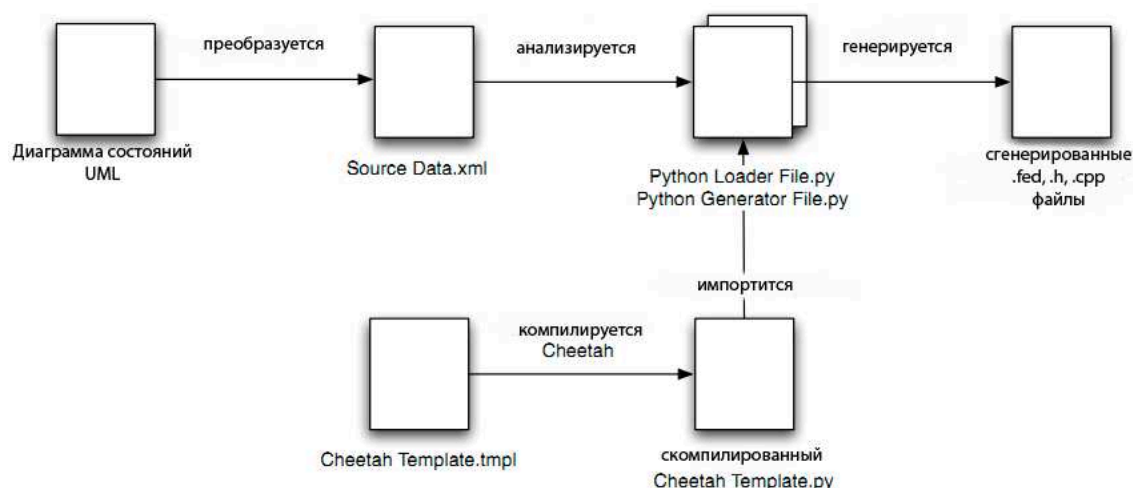 преобразуется
анализируется
генерируется
Диаграмма состояний
UML
Source Data.xml
Python Loader File.py
Python Generator File.py
сгенерированные
.fed, .h, .cpp
файлы
импортится
компилируется
Cheetah
Cheetah Template.tmpl
скомпилированный
Cheetah Template.py